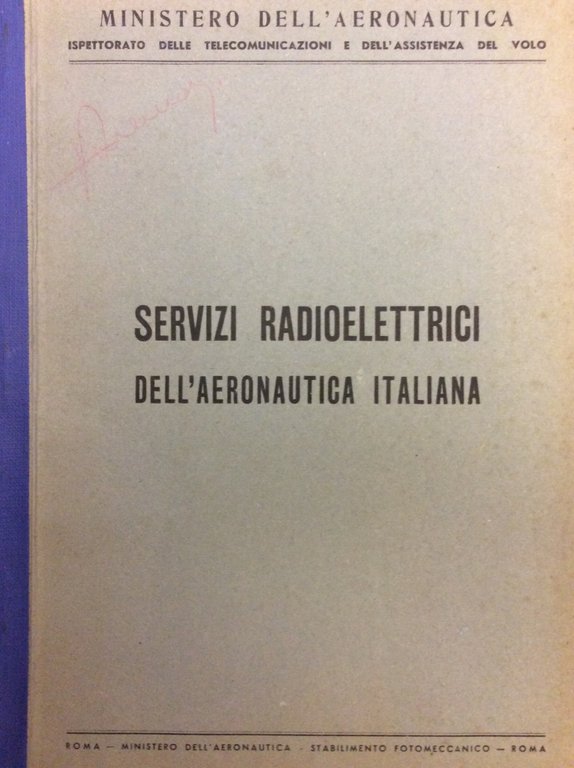 MINISTERO DELL'AERONAUTICA
ISPETTORATO DELLE TELECOMUNICAZIONI E DELL'ASSISTENZA DEL VOLO
SERVIZI RADIOELETTRICI
DELL'AERONAUTICA ITALIANA
ROMA — MINISTERO DELL'AERONAUTICA - STABILIMENTO FOTOMECCANICO — ROMA